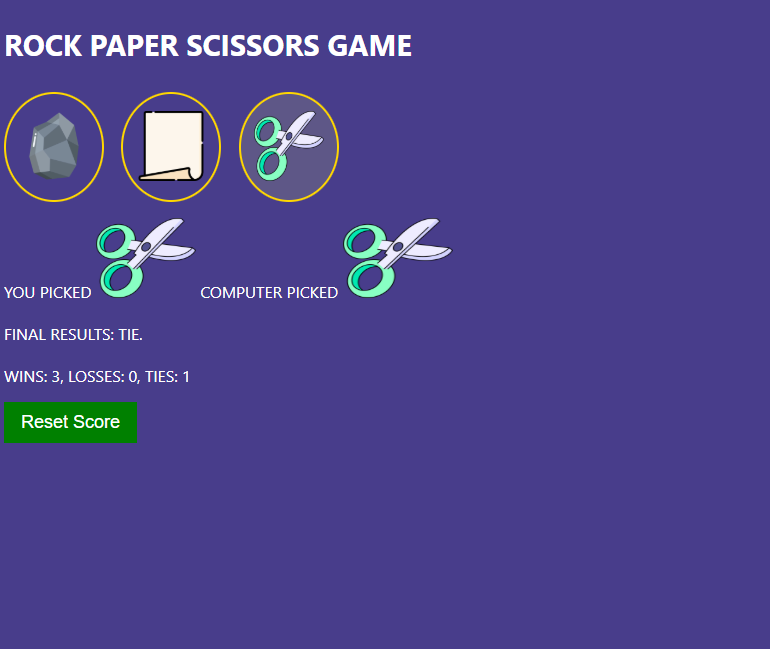 ROCK PAPER SCISSORS GAME
YOU PICKED COMPUTER PICKED
FINAL RESULTS: TIE.
WINS: 3, LOSSES: 0, TIES: 1
Reset Score